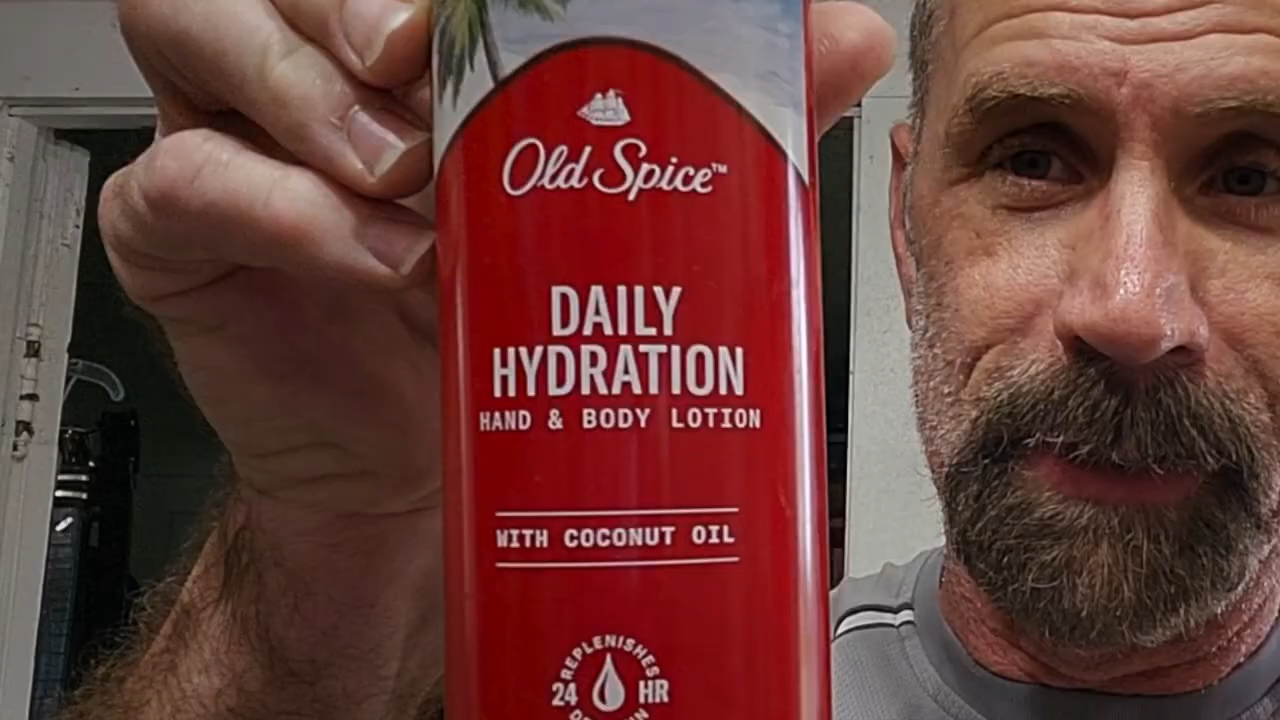 Old Spice™
DAILY
HYDRATION
HAND & BODY LOTION
WITH COCONUT OIL
REPLENISHES
24 HR